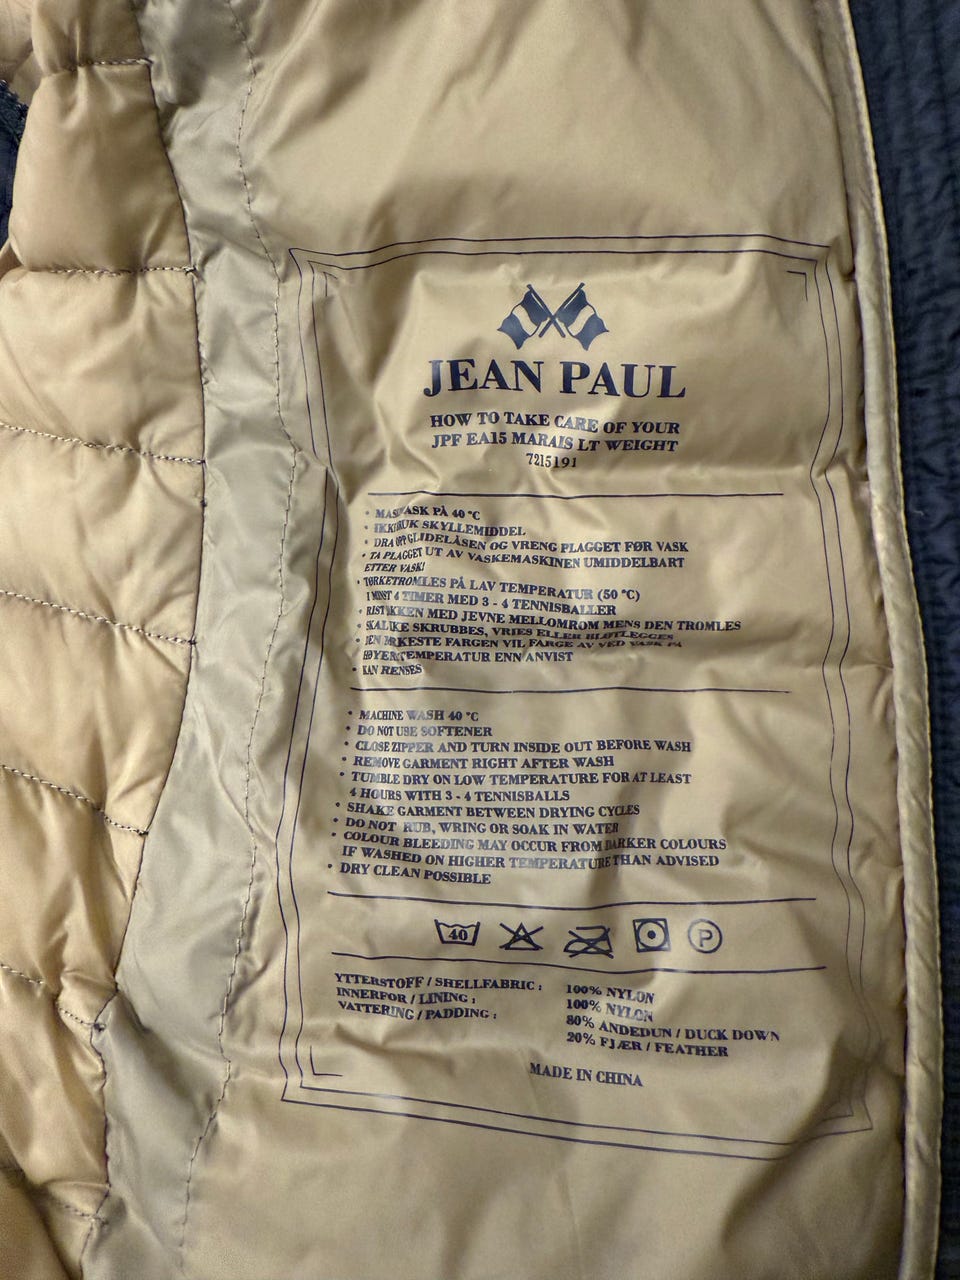 JEAN PAUL
HOW TO TAKE CARE OF YOUR
JPF EA15 MARAIS LT WEIGHT
7215191
• PÅ 40 °C
• SKYLLEMIDDEL
• DRA OPP GLIDELÅSEN OG VRENG PLAGGET FØR VASK
• TA PLAGGET UT AV VASKEMASKINEN UMIDDELBART
ETTER VASK!
• TØRKETROMLES PÅ LAV TEMPERATUR (50 °C)
I MINST 4 TIMER MED 3 - 4 TENNISBALLER
• MED JEVNE MELLOMROM MENS DEN TROMLES
• SKAL IKKE SKRUBBES, VRIES ELLER BLØTLEGGES
• DEN FARGEN VIL FARGE AV VED VASK PÅ
HØYER TEMPERATUR ENN ANVIST
• KAN RENSES
• MACHINE WASH 40 °C
• DO NOT USE SOFTENER
• CLOSE ZIPPER AND TURN INSIDE OUT BEFORE WASH
• REMOVE GARMENT RIGHT AFTER WASH
• TUMBLE DRY ON LOW TEMPERATURE FOR AT LEAST
4 HOURS WITH 3 - 4 TENNISBALLS
• SHAKE GARMENT BETWEEN DRYING CYCLES
• DO NOT RUB, WRING OR SOAK IN WATER
• COLOUR BLEEDING MAY OCCUR FROM DARKER COLOURS
IF WASHED ON HIGHER TEMPERATURE THAN ADVISED
• DRY CLEAN POSSIBLE
40 P
YTTERSTOFF / SHELLFABRIC : 100% NYLON
INNERFOR / LINING : 100% NYLON
VATTERING / PADDING : 80% ANDEDUN / DUCK DOWN
20% FJÆR / FEATHER
MADE IN CHINA